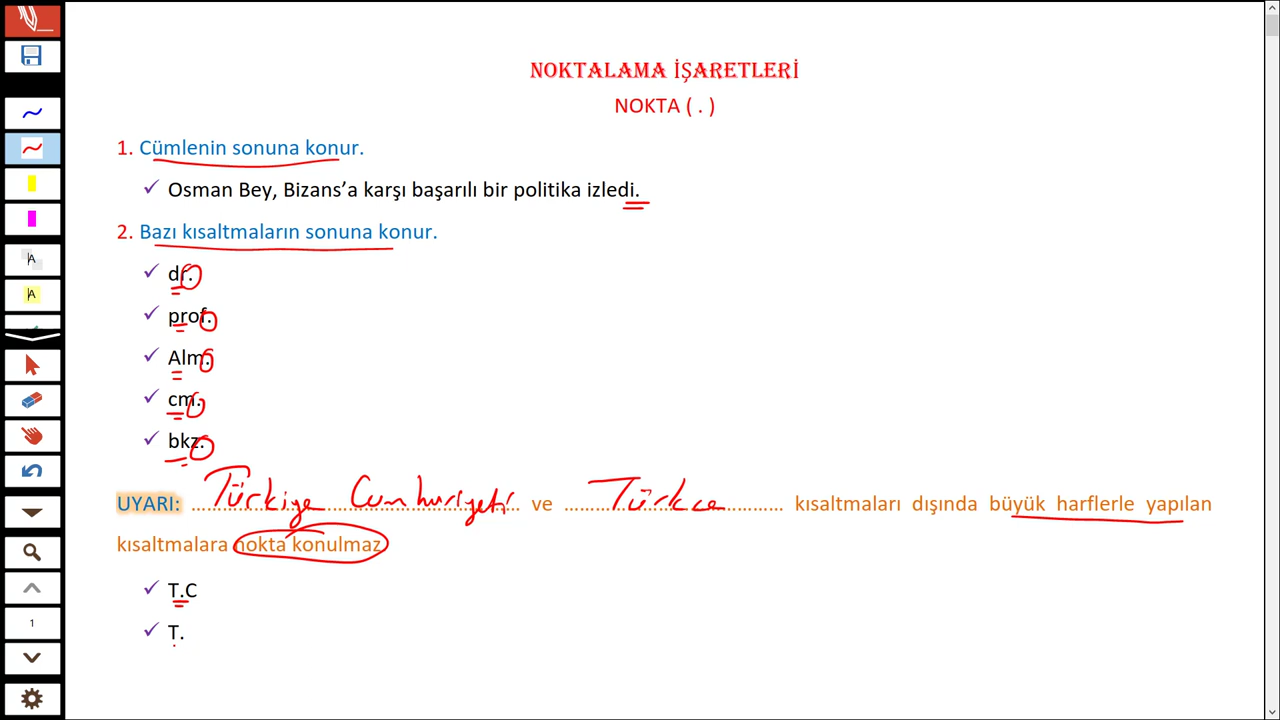 NOKTALAMA İŞARETLERİ
NOKTA ( . )
1. Cümlenin sonuna konur.
✓ Osman Bey, Bizans’a karşı başarılı bir politika izledi.
2. Bazı kısaltmaların sonuna konur.
✓ dr.
✓ prof.
✓ Alm.
✓ cm.
✓ bkz.
UYARI: Türkiye Cumhuriyeti ve Türkçe kısaltmaları dışında büyük harflerle yapılan
kısaltmalara nokta konulmaz
✓ T.C
✓ T.
A
A
1